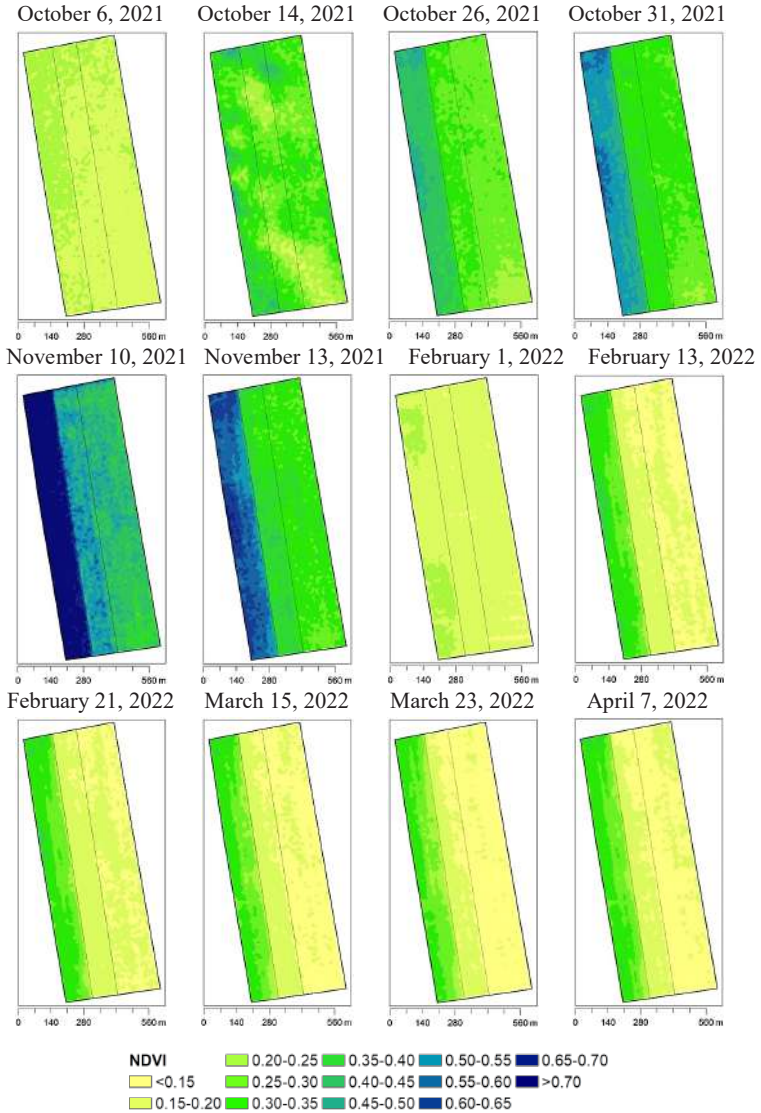 October 6, 2021 October 14, 2021 October 26, 2021 October 31, 2021
0 140 280 560 m 0 140 280 560 m 0 140 280 560 m 0 140 280 560 m
November 10, 2021 November 13, 2021 February 1, 2022 February 13, 2022
0 140 280 560 m 0 140 280 560 m 0 140 280 560 m 0 140 280 560 m
February 21, 2022 March 15, 2022 March 23, 2022 April 7, 2022
0 140 280 560 m 0 140 280 560 m 0 140 280 560 m 0 140 280 500 m
NDVI 0.20-0.25 0.35-0.40 0.50-0.55 0.65-0.70
<0.15 0.25-0.30 0.40-0.45 0.55-0.60 >0.70
0.15-0.20 0.30-0.35 0.45-0.50 0.60-0.65